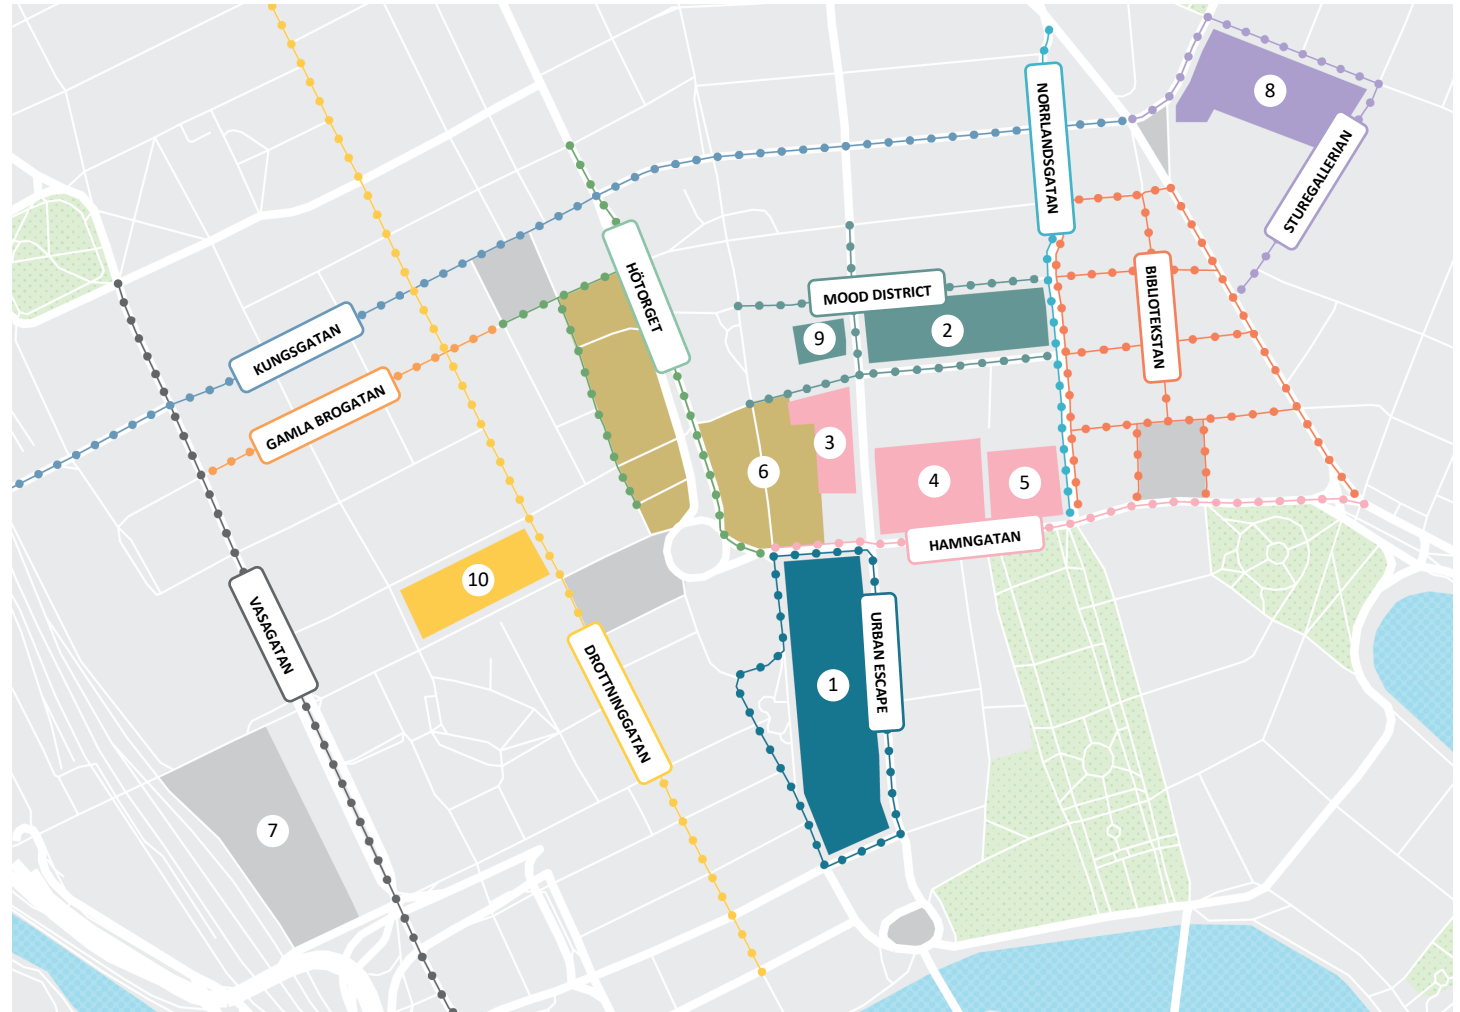 8
NORRLANDSGATAN
STUREGALLERIAN
HÖTORGET
BIBLIOTEKSTAN
MOOD DISTRICT
KUNGSGATAN
9
2
GAMLA BROGATAN
3
6
4
5
HAMNGATAN
10
VASAGATAN
DROTTNINGGATAN
URBAN ESCAPE
1
7